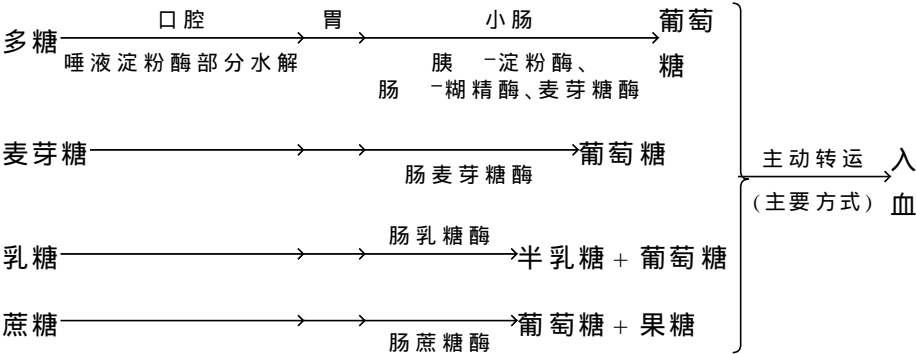 口腔 胃 小肠 葡萄
多糖
糖
唾液淀粉酶部分水解 胰 -淀粉酶、
肠 -糊精酶、麦芽糖酶
麦芽糖 葡萄糖
肠麦芽糖酶
主动转运 入
(主要方式) 血
肠乳糖酶
乳糖 半乳糖 + 葡萄糖
蔗糖 葡萄糖 + 果糖
肠蔗糖酶